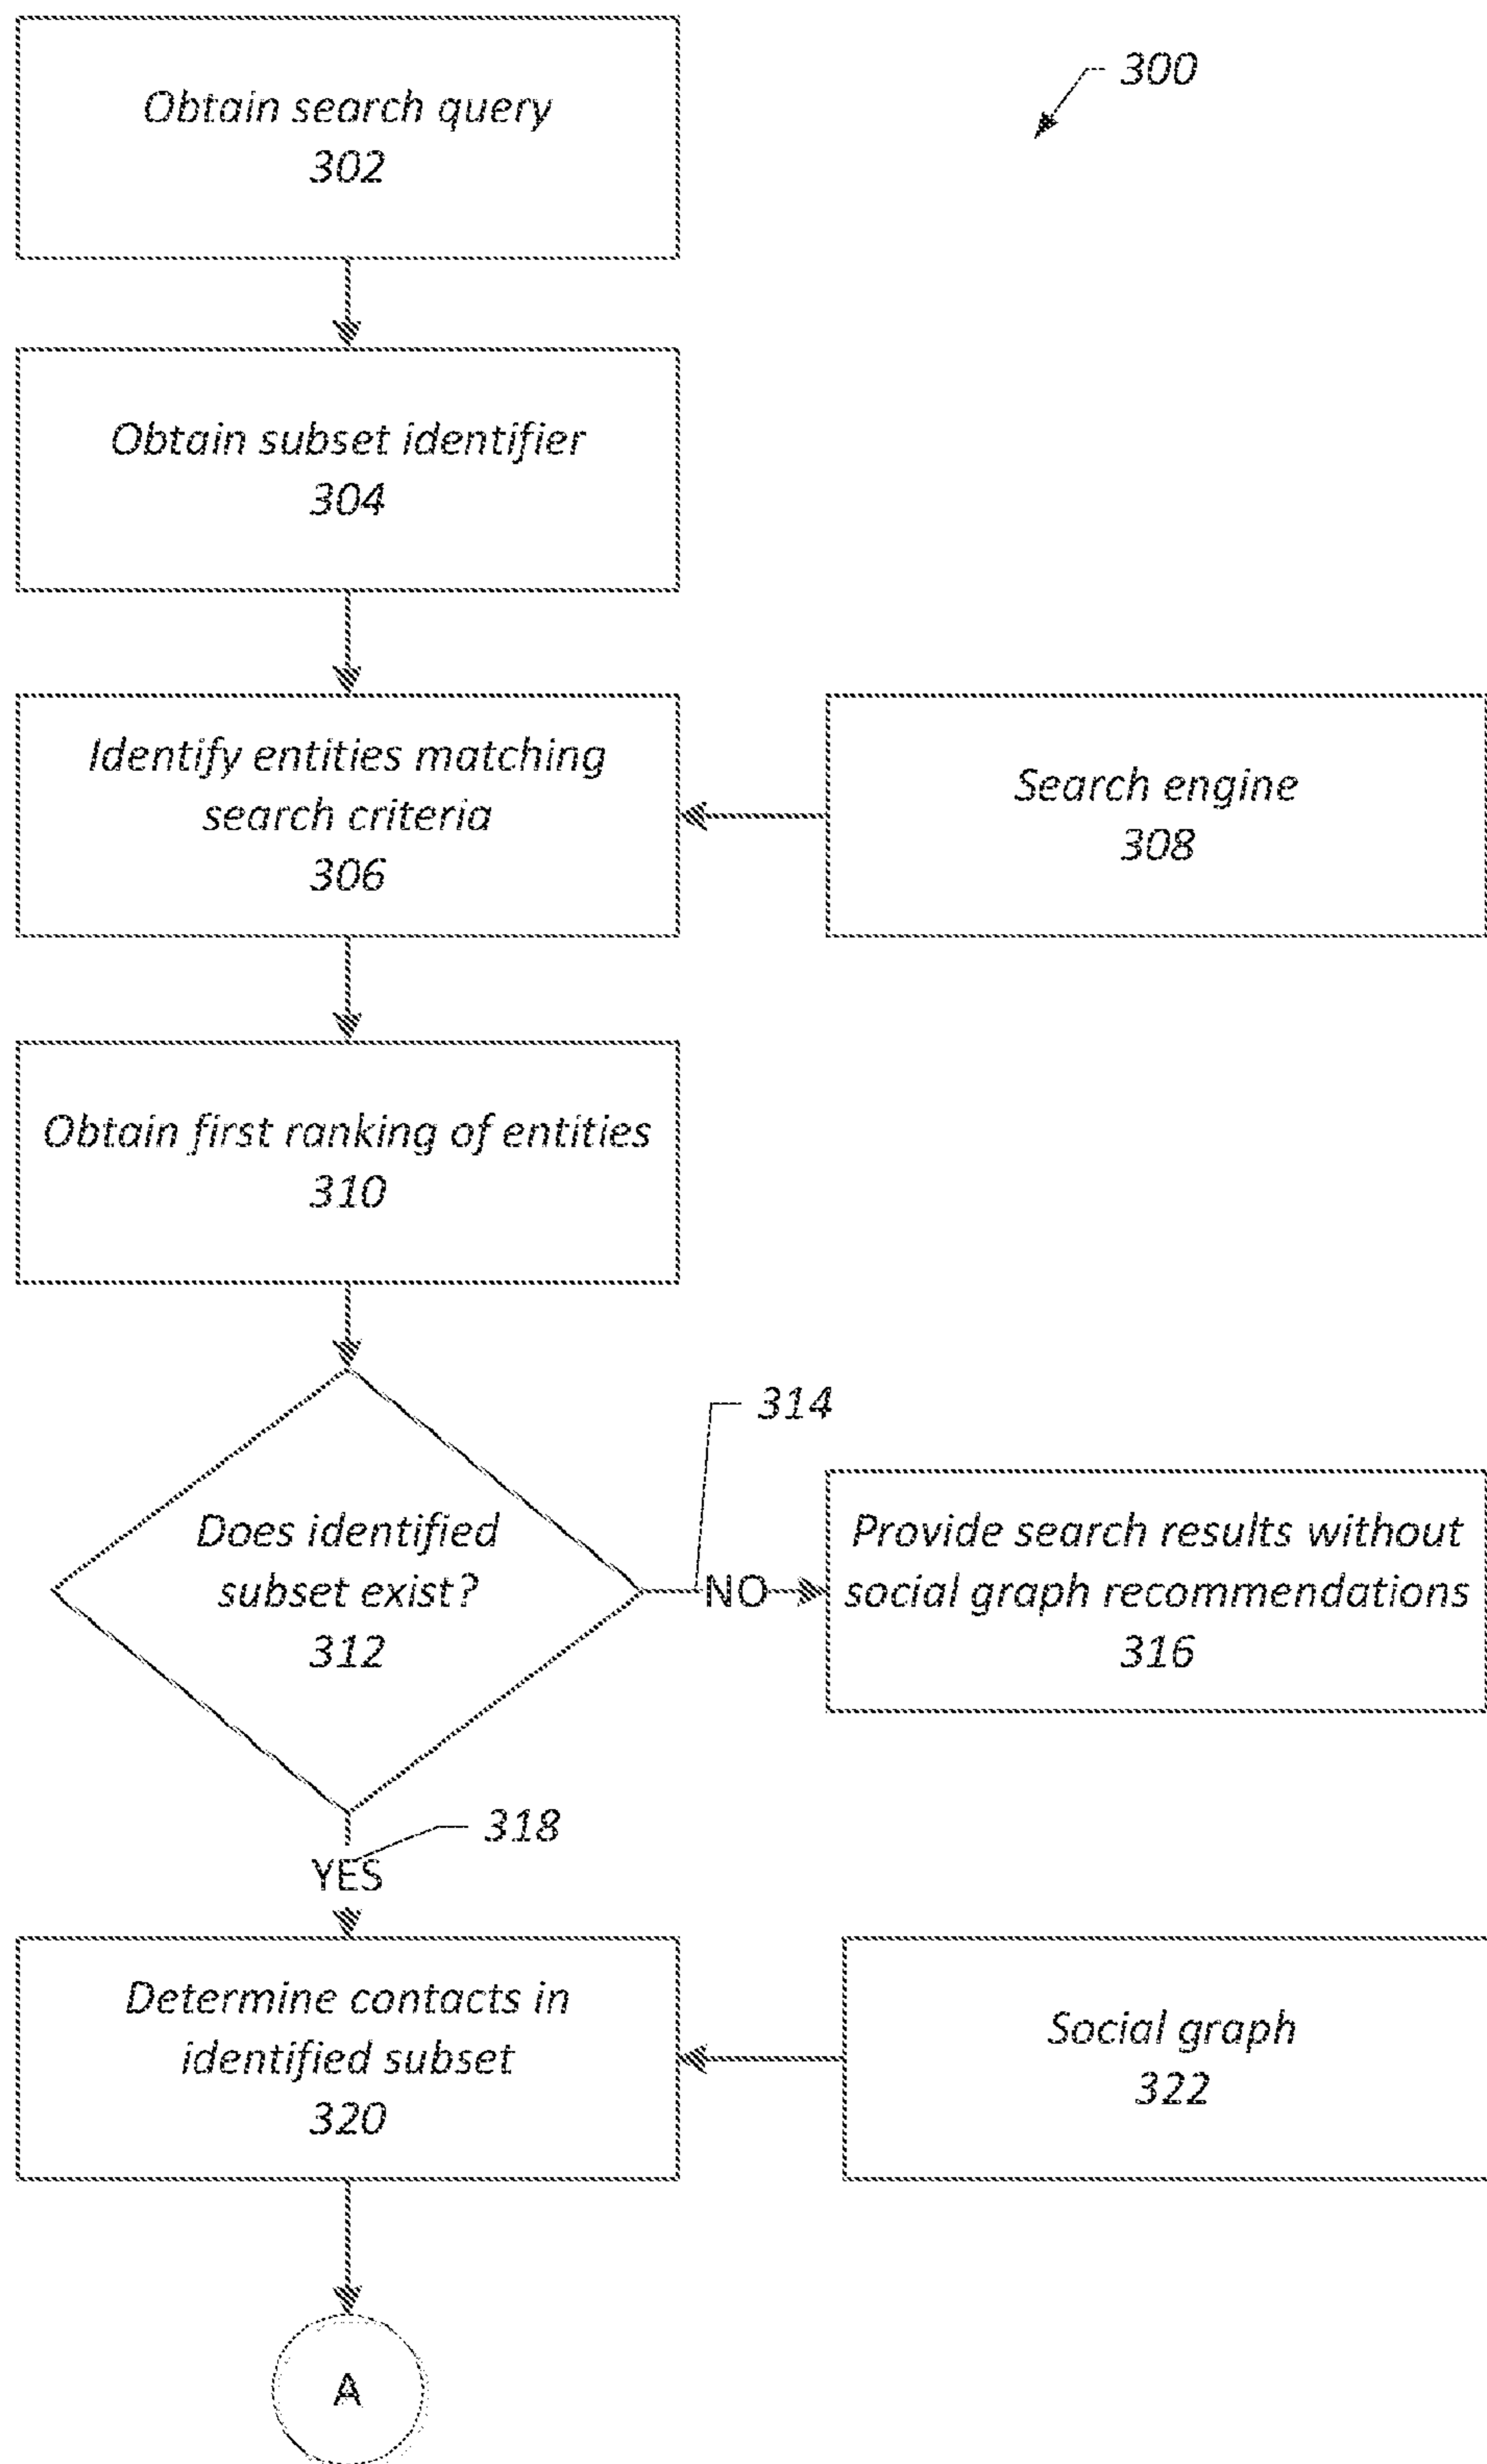 300
Obtain search query
302
Obtain subset identifier
304
Identify entities matching
search criteria
306
Search engine
308
Obtain first ranking of entities
310
Does identified
subset exist?
312
314
NO
Provide search results without
social graph recommendations
316
318
YES
Determine contacts in
identified subset
320
Social graph
322
A